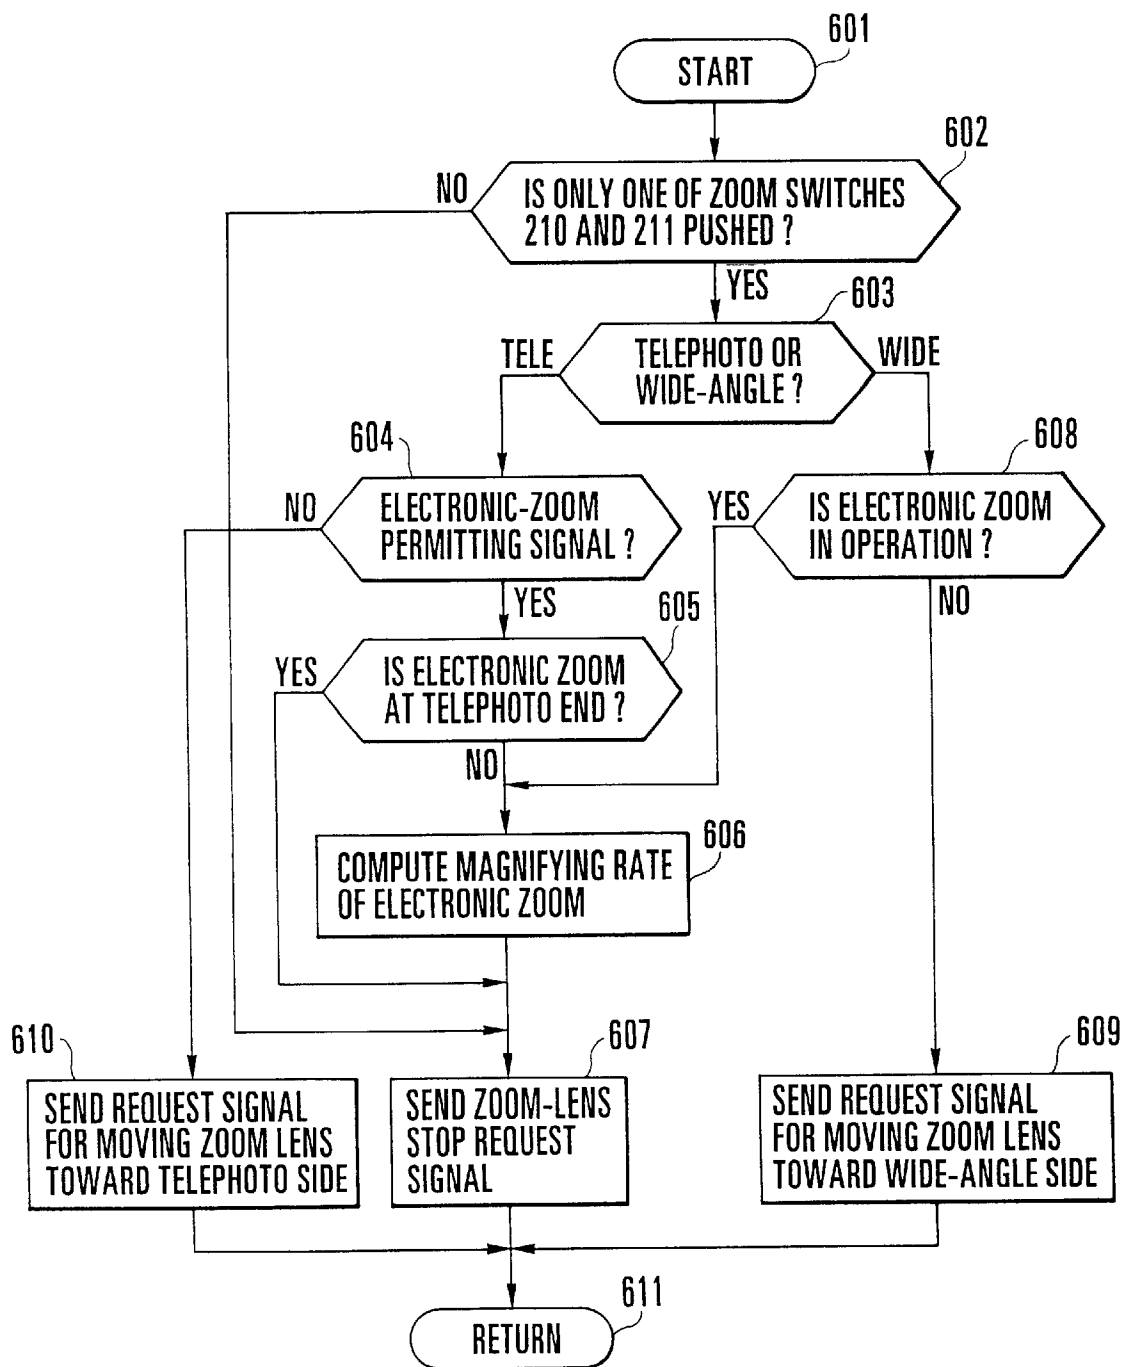 601
START
602
NO
IS ONLY ONE OF ZOOM SWITCHES
210 AND 211 PUSHED ?
YES
603
TELE
TELEPHOTO OR
WIDE-ANGLE ?
WIDE
604
608
NO
ELECTRONIC-ZOOM
PERMITTING SIGNAL ?
YES
IS ELECTRONIC ZOOM
IN OPERATION ?
YES
605
NO
YES
IS ELECTRONIC ZOOM
AT TELEPHOTO END ?
NO
606
COMPUTE MAGNIFYING RATE
OF ELECTRONIC ZOOM
610
607
609
SEND REQUEST SIGNAL
FOR MOVING ZOOM LENS
TOWARD TELEPHOTO SIDE
SEND ZOOM-LENS
STOP REQUEST
SIGNAL
SEND REQUEST SIGNAL
FOR MOVING ZOOM LENS
TOWARD WIDE-ANGLE SIDE
611
RETURN